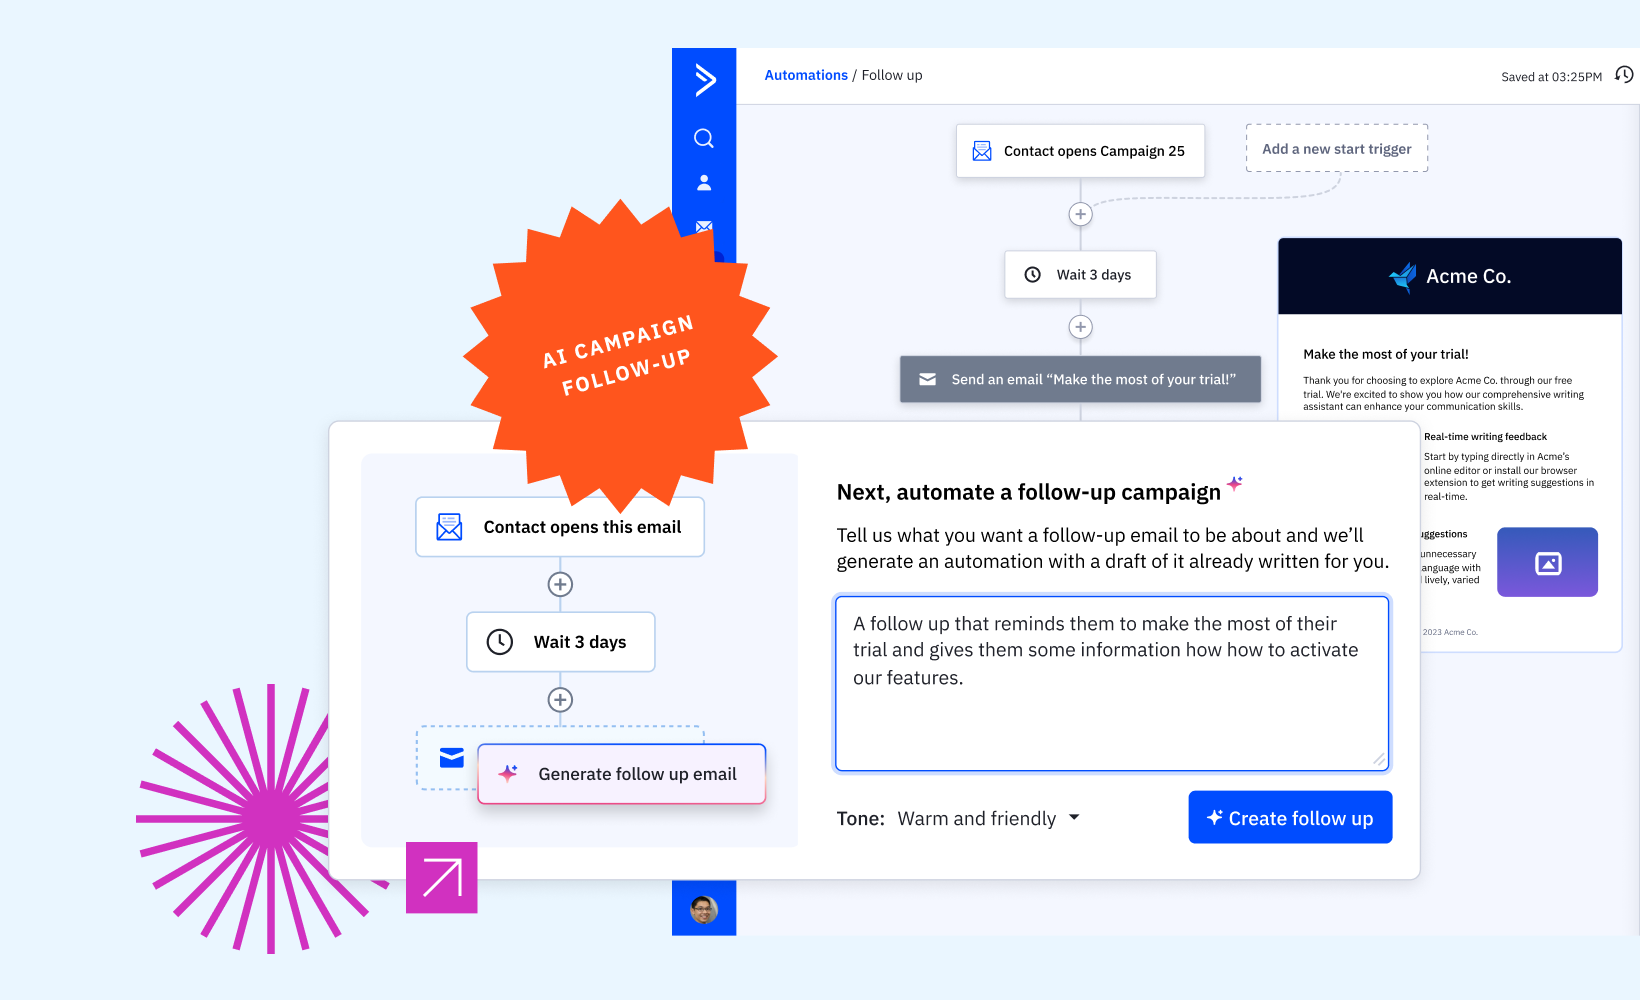 Automations / Follow up
Saved at 03:25PM
Contact opens Campaign 25
Add a new start trigger
Wait 3 days
Send an email “Make the most of your trial!”
Acme Co.
Make the most of your trial!
Thank you for choosing to explore Acme Co. through our free
trial. We're excited to show you how our comprehensive writing
assistant can enhance your communication skills.
Real-time writing feedback
Start by typing directly in Acme's
online editor or install our browser
extension to get writing suggestions in
real-time.
unnecessary
language with
lively, varied
2023 Acme Co.
AI CAMPAIGN
FOLLOW-UP
Contact opens this email
Wait 3 days
Generate follow up email
Next, automate a follow-up campaign
Tell us what you want a follow-up email to be about and we’ll
generate an automation with a draft of it already written for you.
A follow up that reminds them to make the most of their
trial and gives them some information how how to activate
our features.
Tone: Warm and friendly
Create follow up